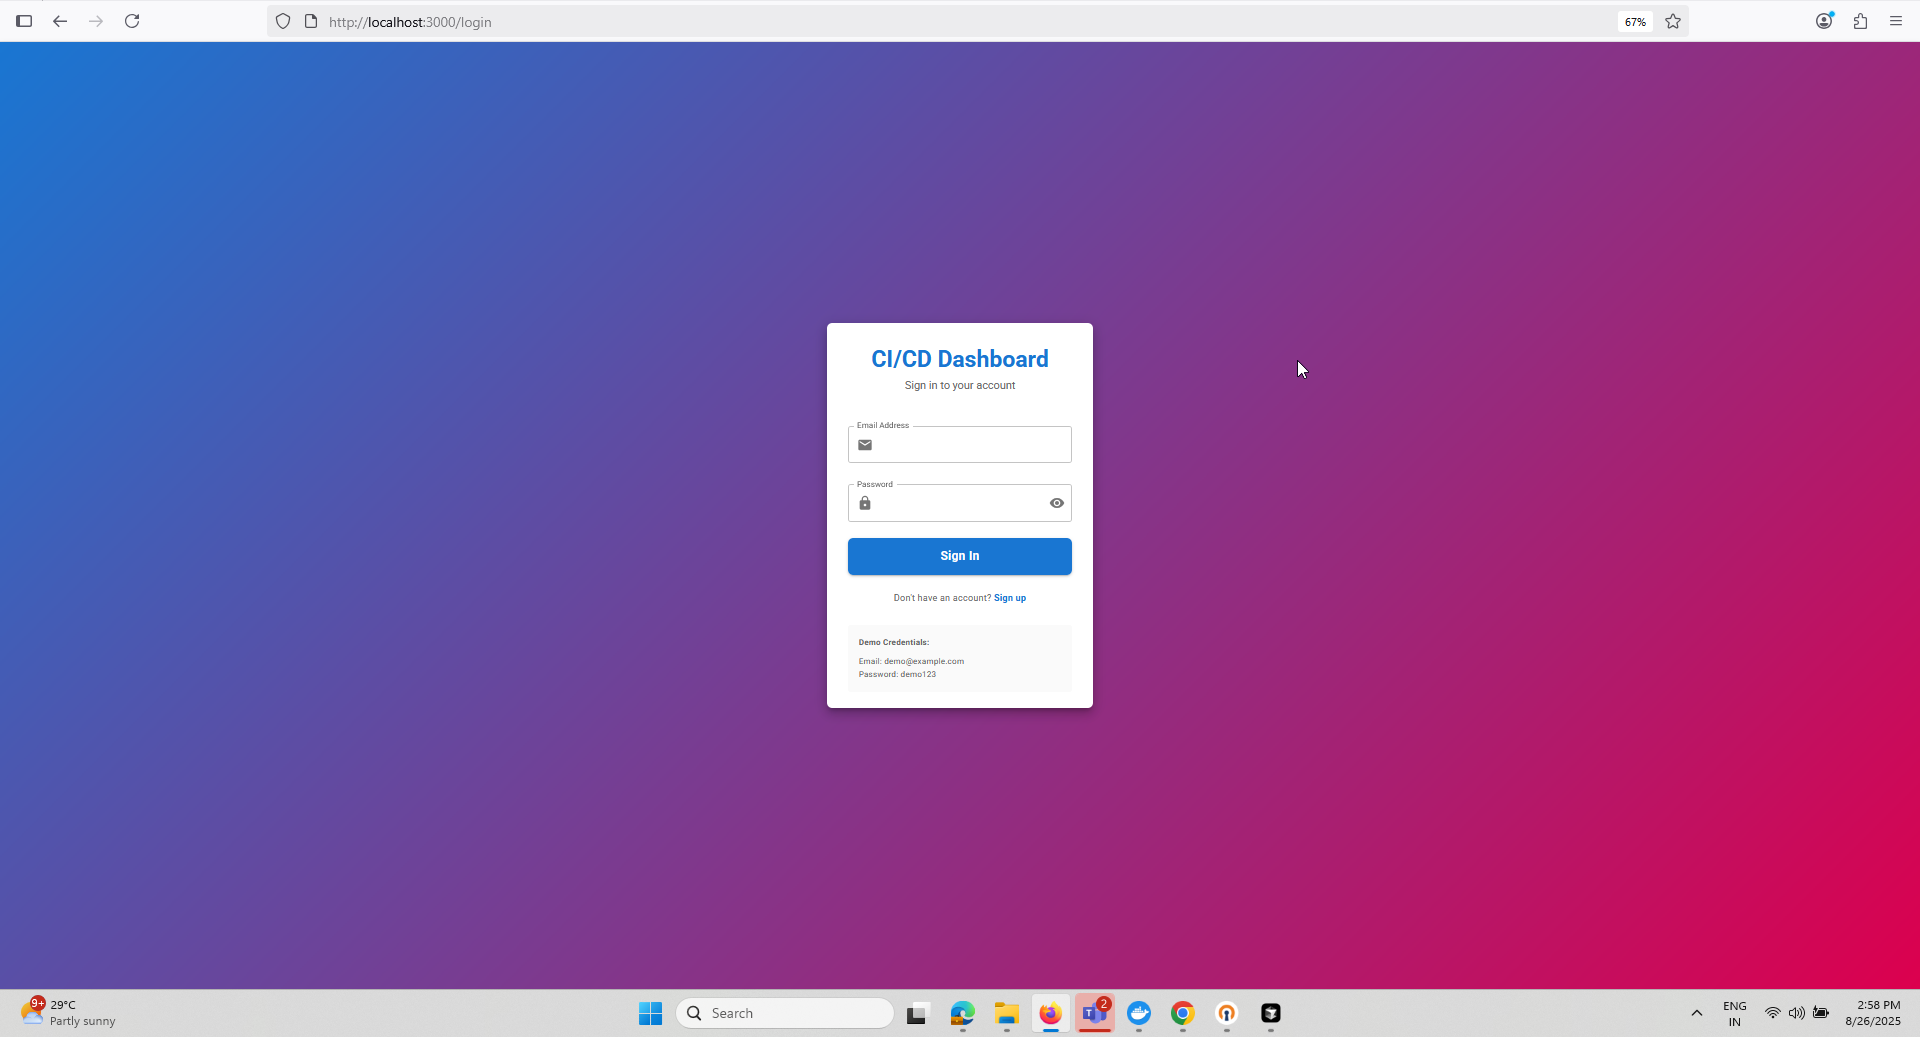 http://localhost:3000/login
67%
CI/CD Dashboard
Sign in to your account
Email Address
Password
Sign In
Don't have an account? Sign up
Demo Credentials:
Email: demo@example.com
Password: demo123
9+
29°C
Partly sunny
Search
T
2
ENG
IN
2:58 PM
8/26/2025